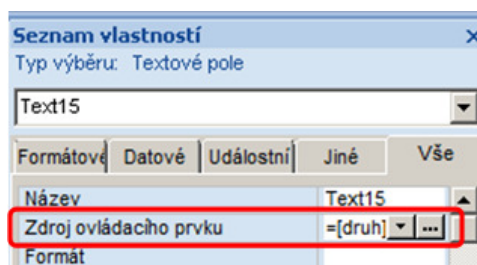 Seznam vlastností
Typ výběru: Textové pole
Text15
Formátové Datové Událostní Jiné Vše
Název Text15
Zdroj ovládacího prvku =[druh] ...
Formát